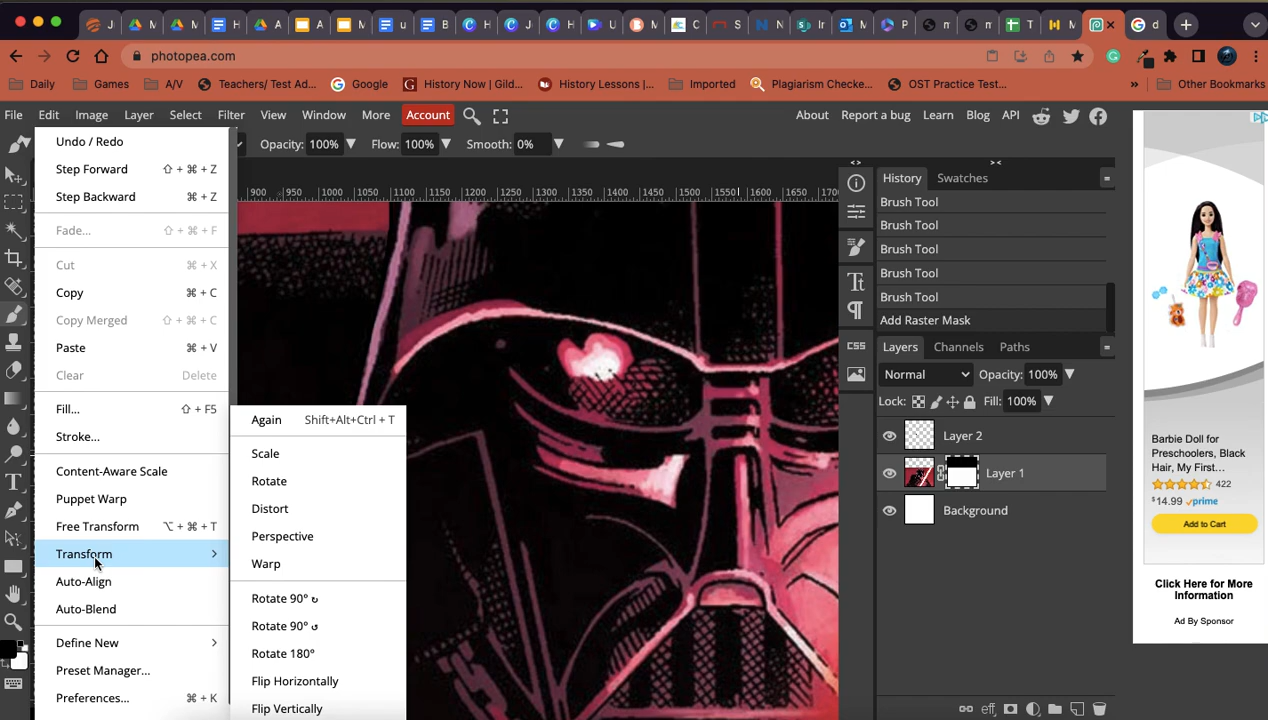 photopea.com
Daily
Games
A/V
Teachers/ Test Ad...
Google
History Now | Gild...
History Lessons |...
Imported
Plagiarism Checke...
OST Practice Test...
»
Other Bookmarks
File Edit Image Layer Select Filter View Window More Account
About Report a bug Learn Blog API
Opacity: 100% Flow: 100% Smooth: 0%
900 950 1000 1050 1100 1150 1200 1250 1300 1350 1400 1450 1500 1550 1600 1650 1700
Undo / Redo
Step Forward ⇧ + ⌘ + Z
Step Backward ⌘ + Z
Fade... ⇧ + ⌘ + F
Cut ⌘ + X
Copy ⌘ + C
Copy Merged ⇧ + ⌘ + C
Paste ⌘ + V
Clear Delete
Fill... ⇧ + F5
Stroke...
Content-Aware Scale
Puppet Warp
Free Transform ⌥ + ⌘ + T
Transform >
Auto-Align
Auto-Blend
Define New >
Preset Manager...
Preferences... ⌘ + K
Again Shift+Alt+Ctrl + T
Scale
Rotate
Distort
Perspective
Warp
Rotate 90° ↻
Rotate 90° ↺
Rotate 180°
Flip Horizontally
Flip Vertically
<> ><
History Swatches
Brush Tool
Brush Tool
Brush Tool
Brush Tool
Brush Tool
Add Raster Mask
Layers Channels Paths
Normal Opacity: 100%
Lock: Fill: 100%
Layer 2
Layer 1
Background
CSS
eff
Barbie Doll for
Preschoolers, Black
Hair, My First...
422
$14.99 prime
Add to Cart
Click Here for More
Information
Ad By Sponsor